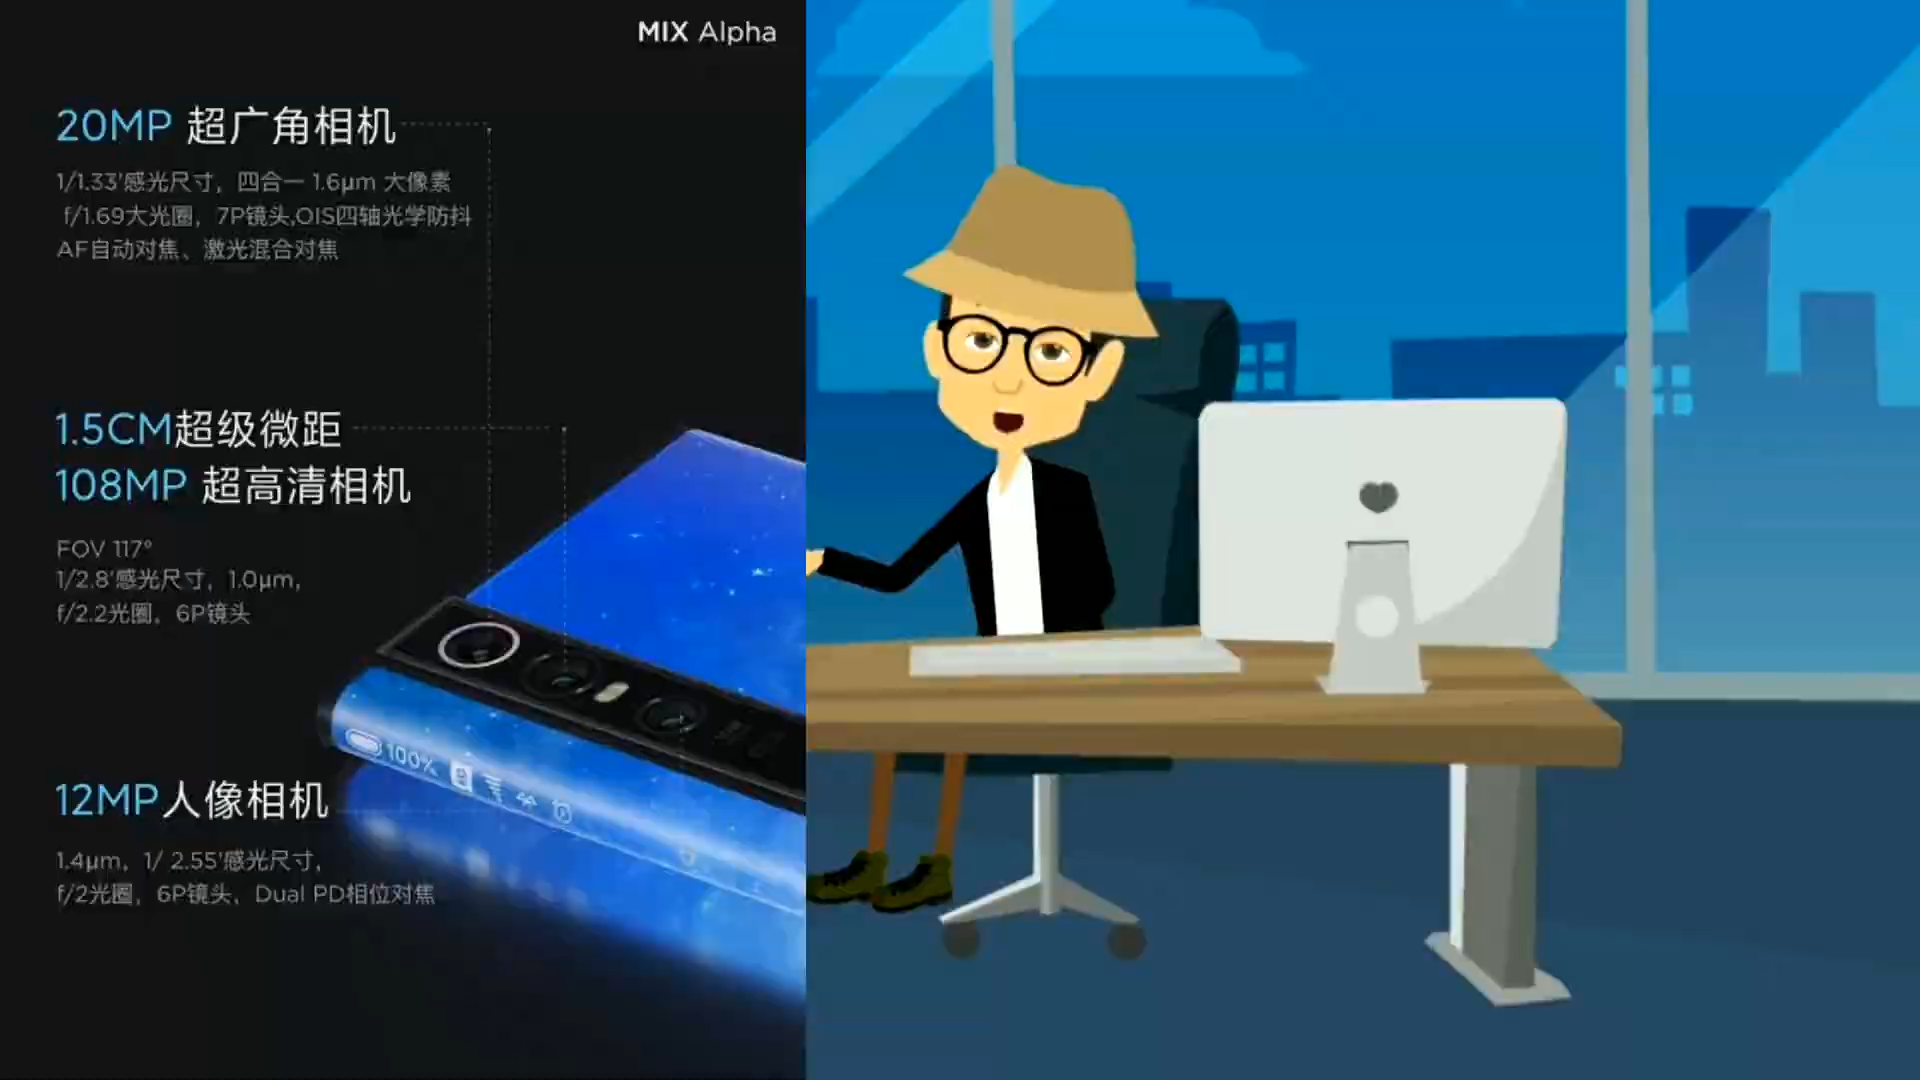 MIX Alpha
20MP 超广角相机
1/1.33'感光尺寸，四合一 1.6μm 大像素
f/1.69大光圈，7P镜头,OIS四轴光学防抖
AF自动对焦、激光混合对焦
1.5CM超级微距
108MP 超高清相机
FOV 117°
1/2.8'感光尺寸，1.0μm，
f/2.2光圈，6P镜头
100%
12MP人像相机
1.4μm，1/ 2.55'感光尺寸，
f/2光圈，6P镜头、Dual PD相位对焦